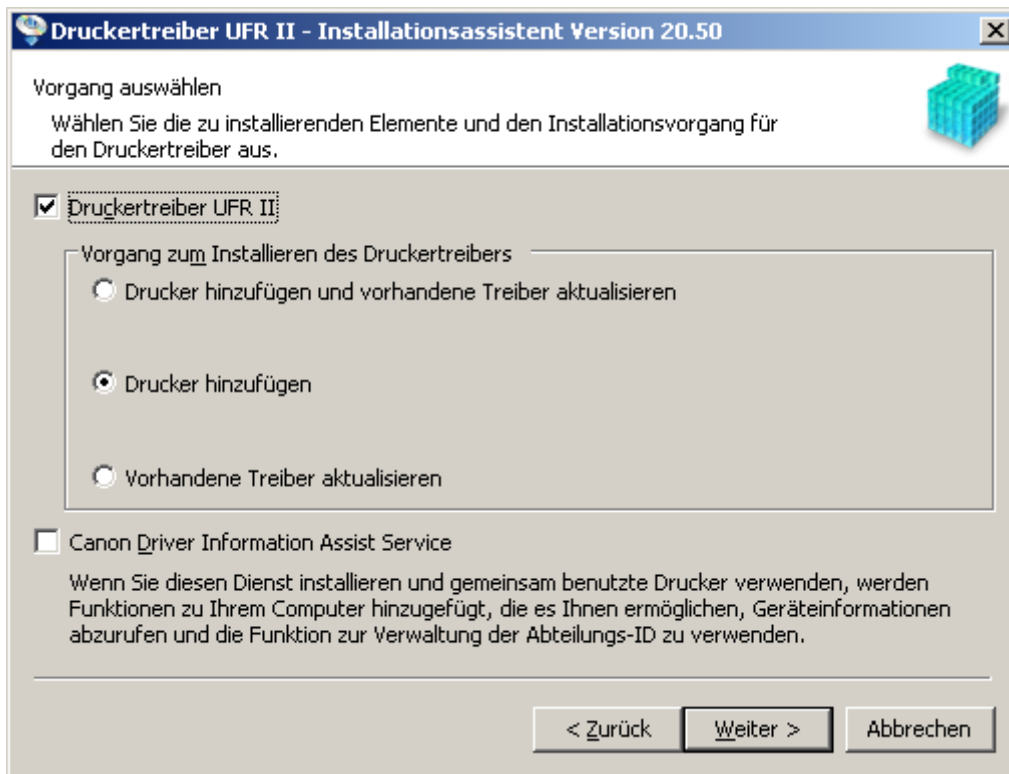 Druckertreiber UFR II - Installationsassistent Version 20.50
Vorgang auswählen
Wählen Sie die zu installierenden Elemente und den Installationsvorgang für
den Druckertreiber aus.
Druckertreiber UFR II
Vorgang zum Installieren des Druckertreibers
Drucker hinzufügen und vorhandene Treiber aktualisieren
Drucker hinzufügen
Vorhandene Treiber aktualisieren
Canon Driver Information Assist Service
Wenn Sie diesen Dienst installieren und gemeinsam benutzte Drucker verwenden, werden
Funktionen zu Ihrem Computer hinzugefügt, die es Ihnen ermöglichen, Geräteinformationen
abzurufen und die Funktion zur Verwaltung der Abteilungs-ID zu verwenden.
< Zurück Weiter > Abbrechen